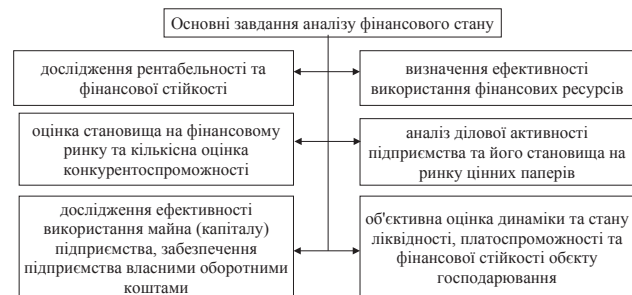 Основні завдання аналізу фінансового стану
дослідження рентабельності та
фінансової стійкості
визначення ефективності
використання фінансових ресурсів
оцінка становища на фінансовому
ринку та кількісна оцінка
конкурентоспроможності
аналіз ділової активності
підприємства та його становища на
ринку цінних паперів
дослідження ефективності
використання майна (капіталу)
підприємства, забезпечення
підприємства власними оборотними
коштами
об'єктивна оцінка динаміки та стану
ліквідності, платоспроможності та
фінансової стійкості обєкту
господарювання